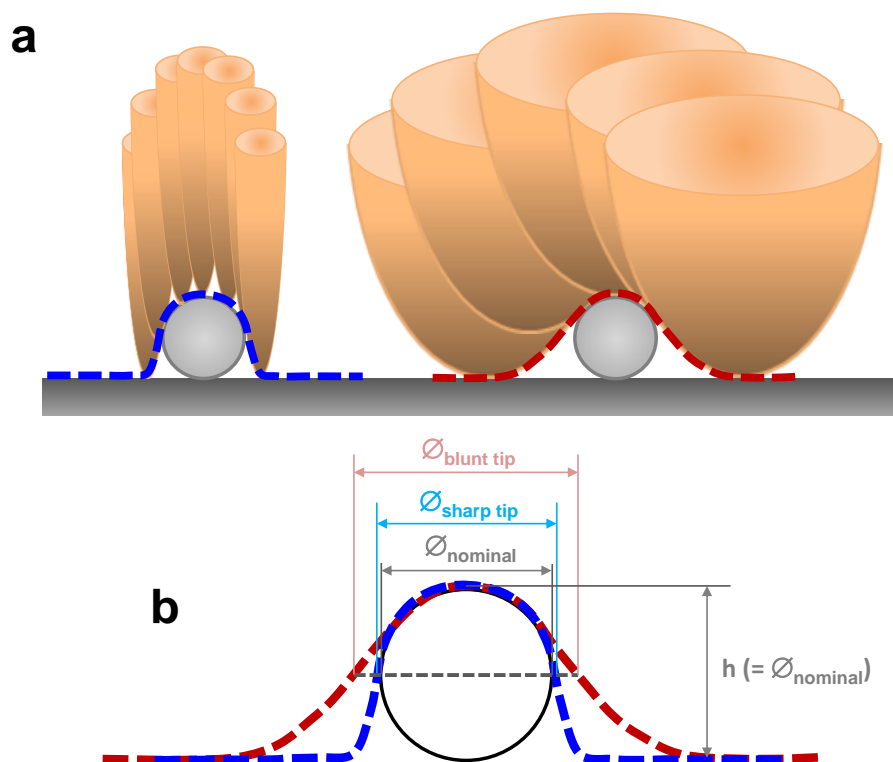 a
∅blunt tip
∅sharp tip
∅nominal
b
h (= ∅nominal)